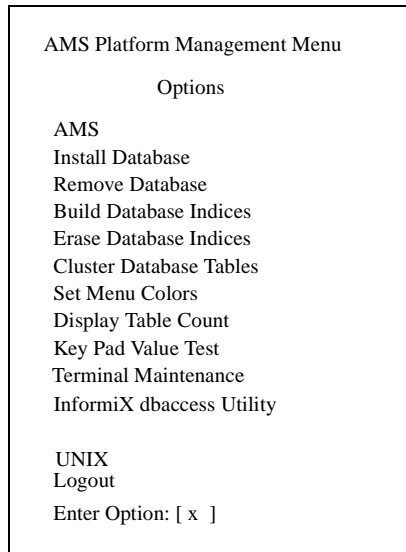 AMS Platform Management Menu
Options
AMS
Install Database
Remove Database
Build Database Indices
Erase Database Indices
Cluster Database Tables
Set Menu Colors
Display Table Count
Key Pad Value Test
Terminal Maintenance
InformiX dbaccess Utility
UNIX
Logout
Enter Option: [ x ]